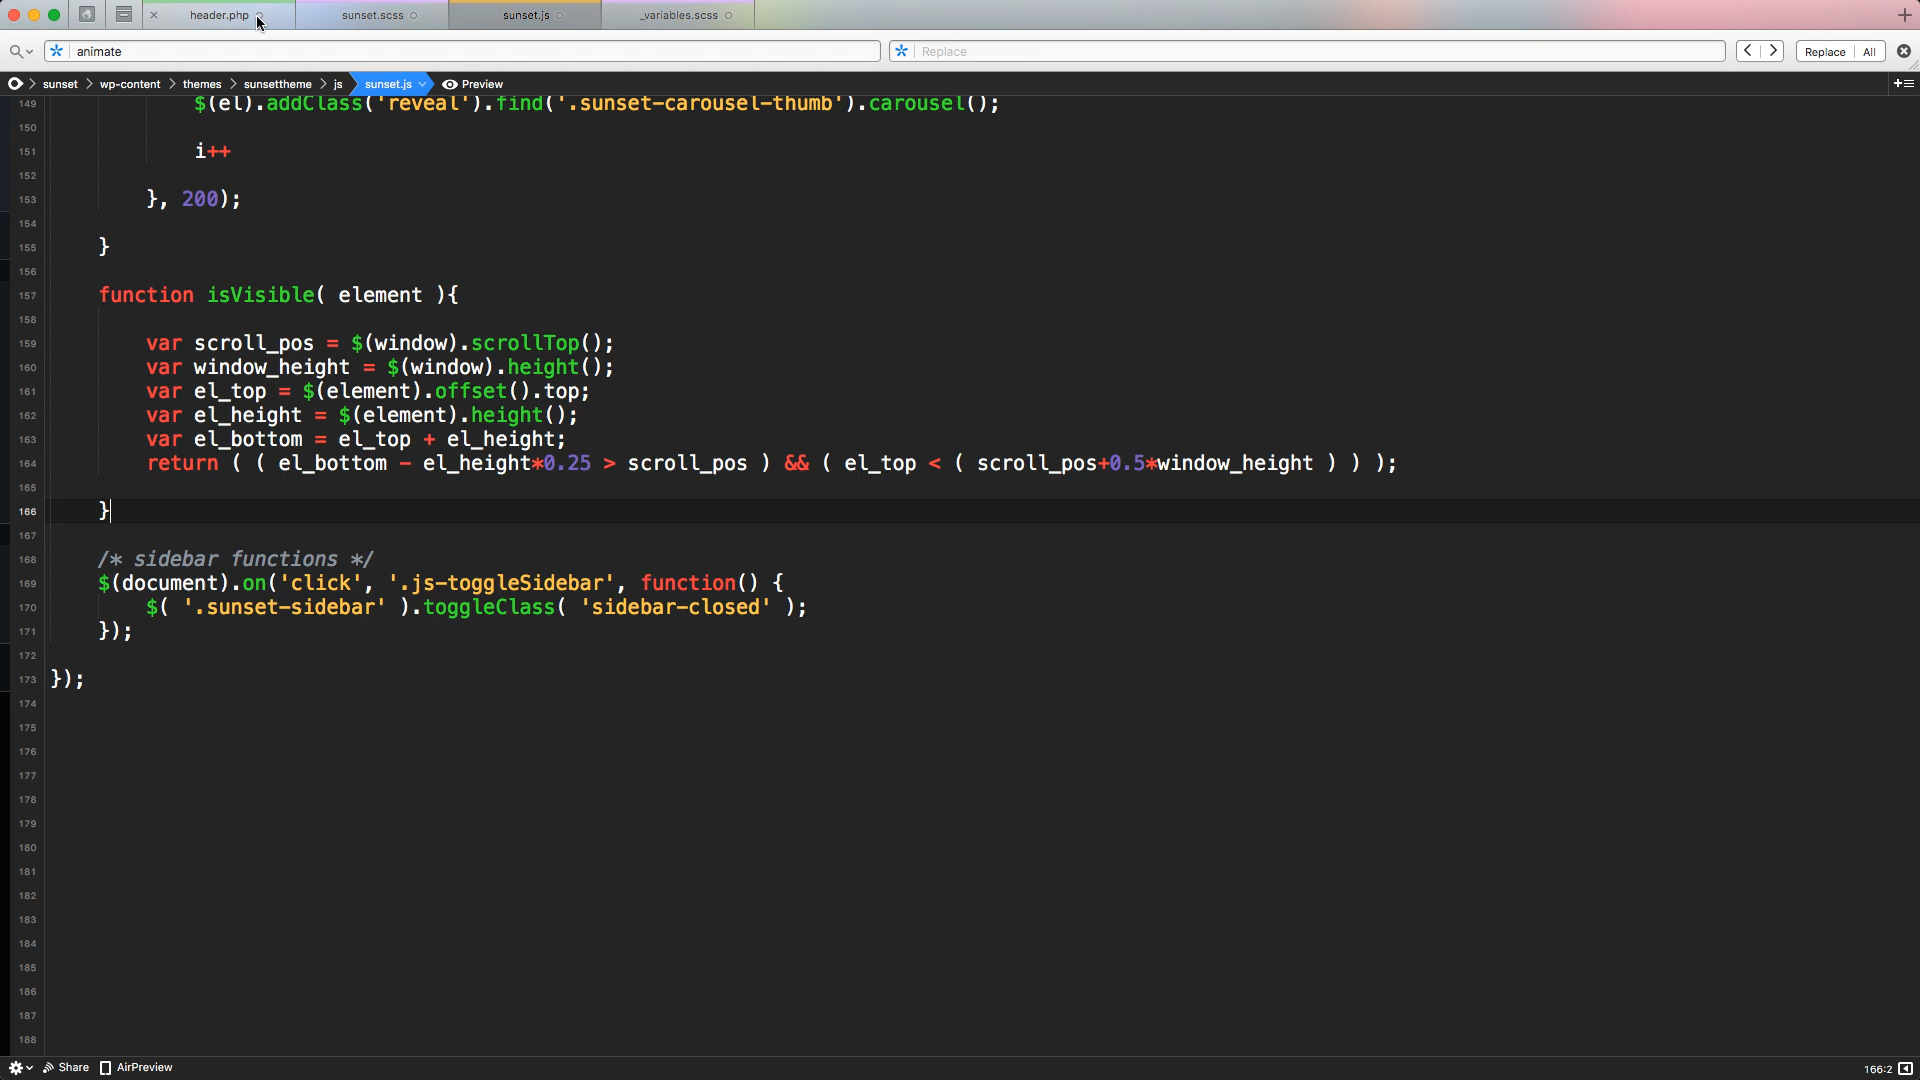 header.php
sunset.scss
sunset.js
_variables.scss
animate
Replace
Replace
All
sunset
wp-content
themes
sunsettheme
js
sunset.js
Preview
149 $(el).addClass('reveal').find('.sunset-carousel-thumb').carousel();
150
151 i++
152
153 }, 200);
154
155 }
156
157 function isVisible( element ){
158
159 var scroll_pos = $(window).scrollTop();
160 var window_height = $(window).height();
161 var el_top = $(element).offset().top;
162 var el_height = $(element).height();
163 var el_bottom = el_top + el_height;
164 return ( ( el_bottom - el_height*0.25 > scroll_pos ) && ( el_top < ( scroll_pos+0.5*window_height ) ) );
165
166 }
167
168 /* sidebar functions */
169 $(document).on('click', '.js-toggleSidebar', function() {
170 $( '.sunset-sidebar' ).toggleClass( 'sidebar-closed' );
171 });
172
173 });
174
175
176
177
178
179
180
181
182
183
184
185
186
187
188
Share
AirPreview
166:2